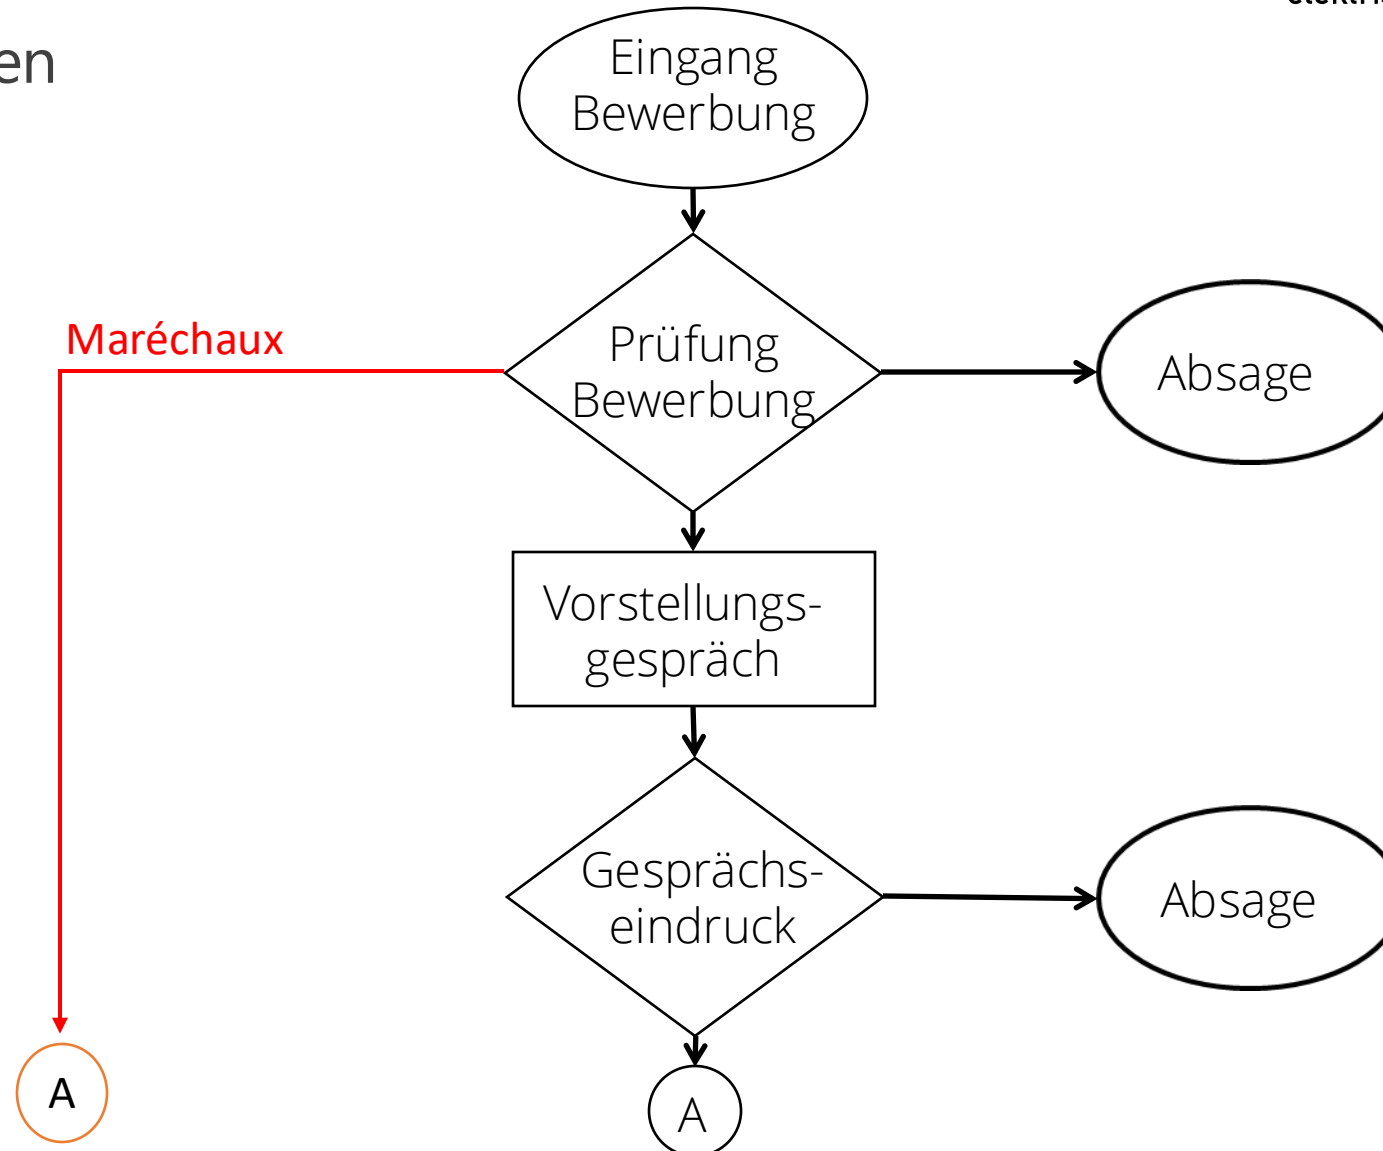 en
Eingang
Bewerbung
Maréchaux
Prüfung
Bewerbung
Absage
Vorstellungs-
gespräch
Gesprächs-
eindruck
Absage
A
A